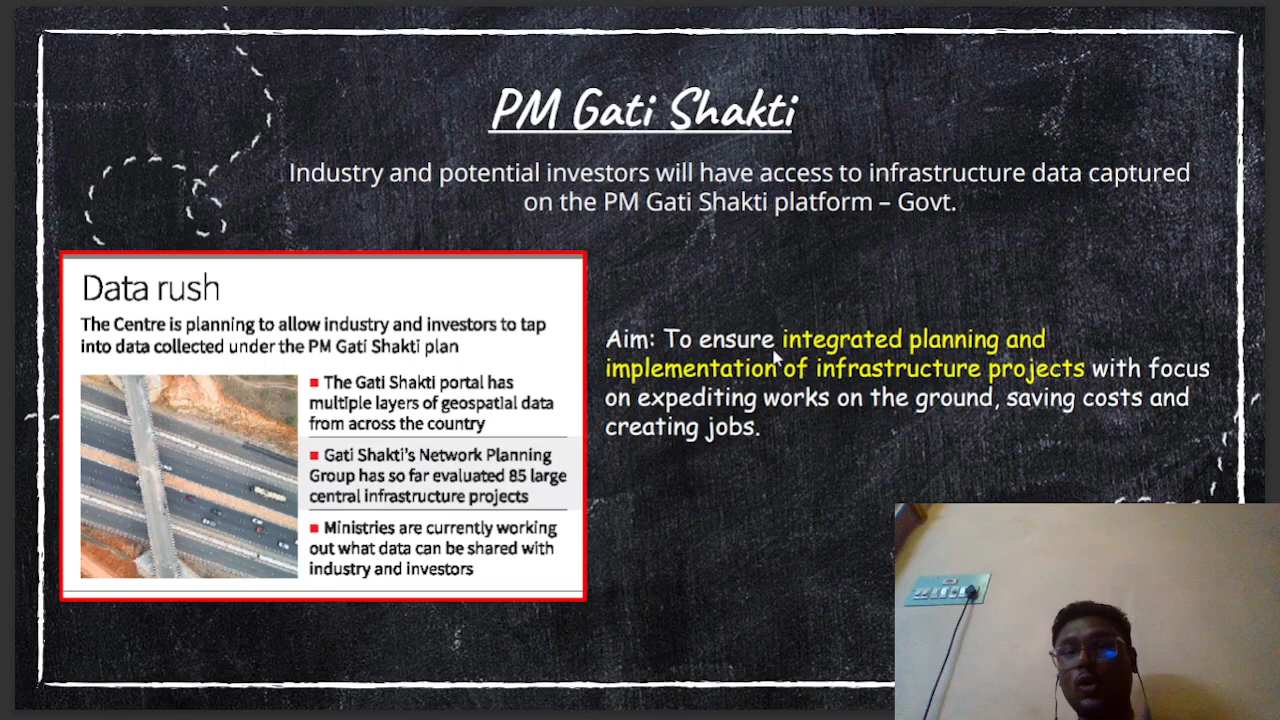 PM Gati Shakti
Industry and potential investors will have access to infrastructure data captured
on the PM Gati Shakti platform – Govt.
Data rush
The Centre is planning to allow industry and investors to tap
into data collected under the PM Gati Shakti plan
The Gati Shakti portal has
multiple layers of geospatial data
from across the country
Gati Shakti's Network Planning
Group has so far evaluated 85 large
central infrastructure projects
Ministries are currently working
out what data can be shared with
industry and investors
Aim: To ensure integrated planning and
implementation of infrastructure projects with focus
on expediting works on the ground, saving costs and
creating jobs.